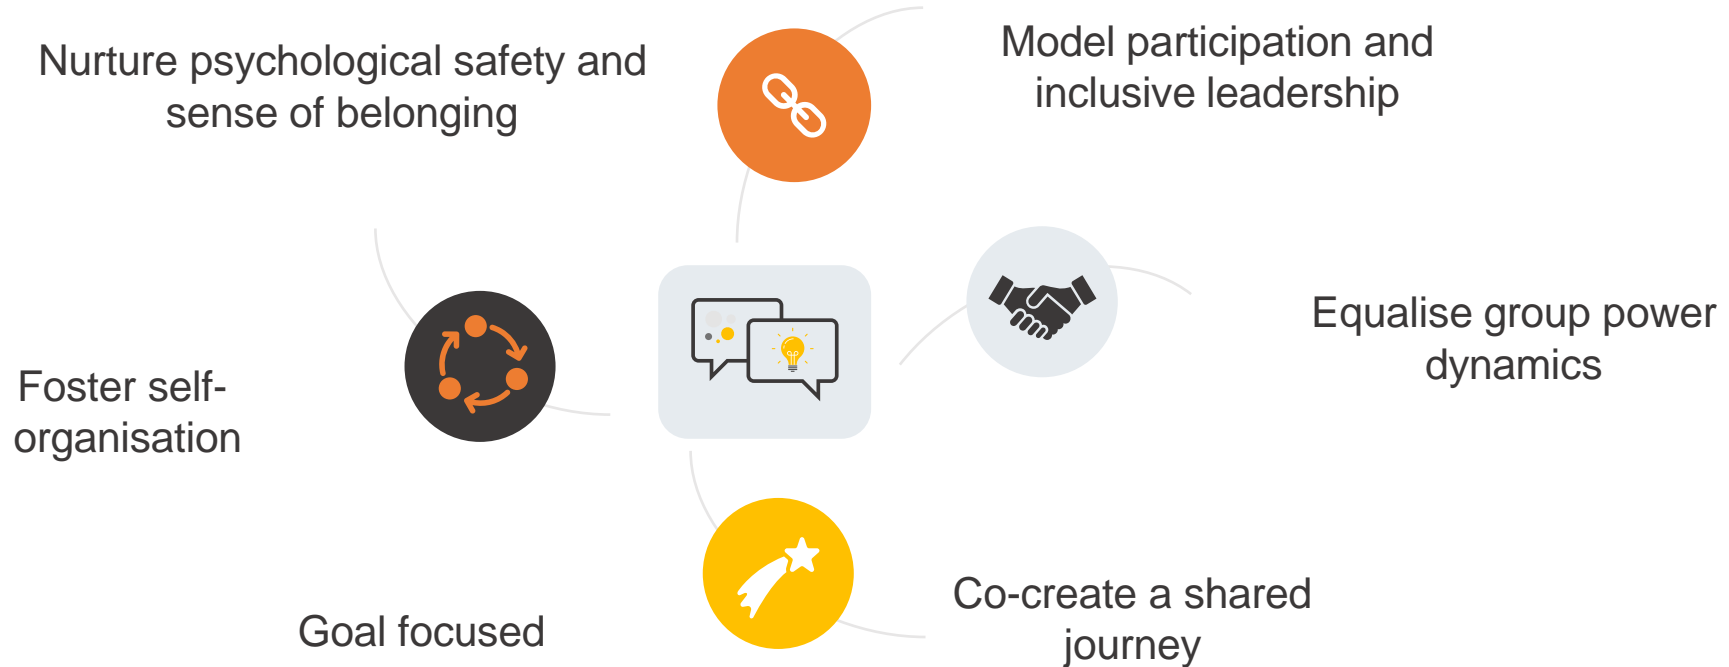 Nurture psychological safety and
sense of belonging
Model participation and
inclusive leadership
Equalise group power
dynamics
Foster self-
organisation
Co-create a shared
journey
Goal focused